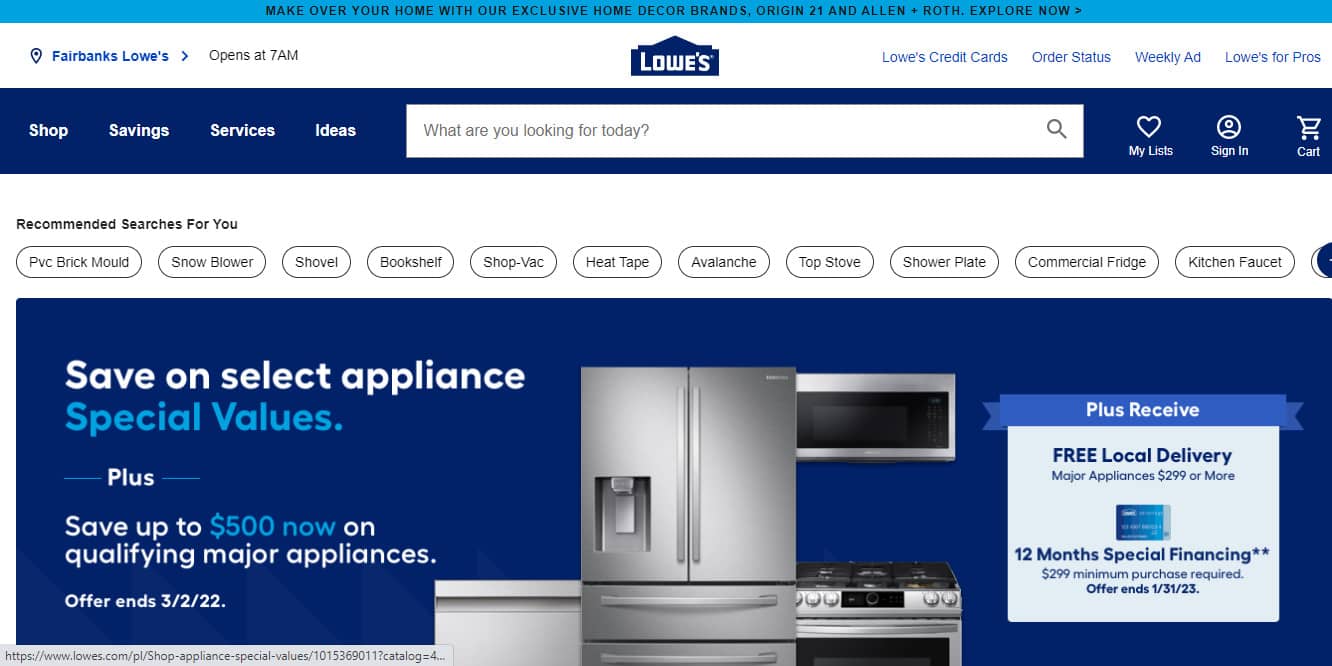 MAKE OVER YOUR HOME WITH OUR EXCLUSIVE HOME DECOR BRANDS, ORIGIN 21 AND ALLEN + ROTH. EXPLORE NOW >
Fairbanks Lowe's > Opens at 7AM
LOWE'S
Lowe's Credit Cards Order Status Weekly Ad Lowe's for Pros
Shop Savings Services Ideas
What are you looking for today?
My Lists Sign In Cart
Recommended Searches For You
Pvc Brick Mould Snow Blower Shovel Bookshelf Shop-Vac Heat Tape Avalanche Top Stove Shower Plate Commercial Fridge Kitchen Faucet
Save on select appliance
Special Values.
Plus
Save up to $500 now on
qualifying major appliances.
Offer ends 3/2/22.
SAMSUNG
Plus Receive
FREE Local Delivery
Major Appliances $299 or More
12 Months Special Financing**
$299 minimum purchase required.
Offer ends 1/31/23.
https://www.lowes.com/pl/Shop-appliance-special-values/1015369011?catalog=4...